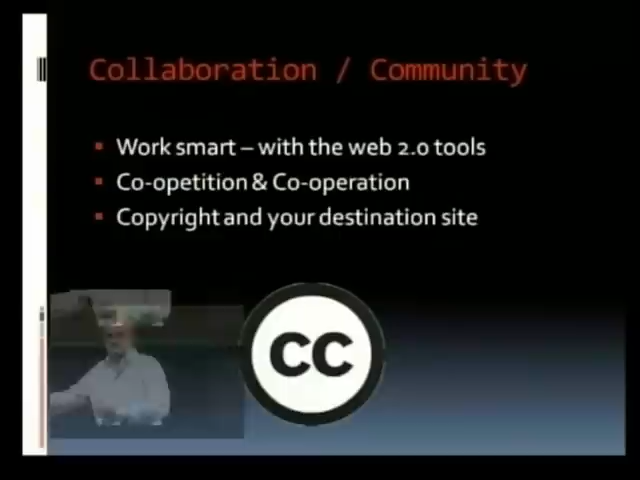 Collaboration / Community
Work smart – with the web 2.0 tools
Co-opetition & Co-operation
Copyright and your destination site
CC